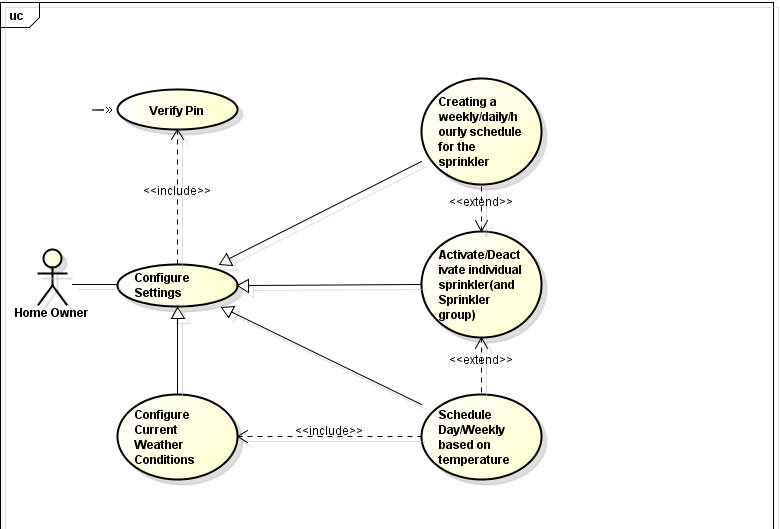 uc
Verify Pin
Creating a
weekly/daily/h
ourly schedule
for the
sprinkler
<<include>>
<<extend>>
Activate/Deact
ivate individual
sprinkler(and
Sprinkler
group)
Configure
Settings
Home Owner
<<extend>>
Configure
Current
Weather
Conditions
<<include>>
Schedule
Day/Weekly
based on
temperature